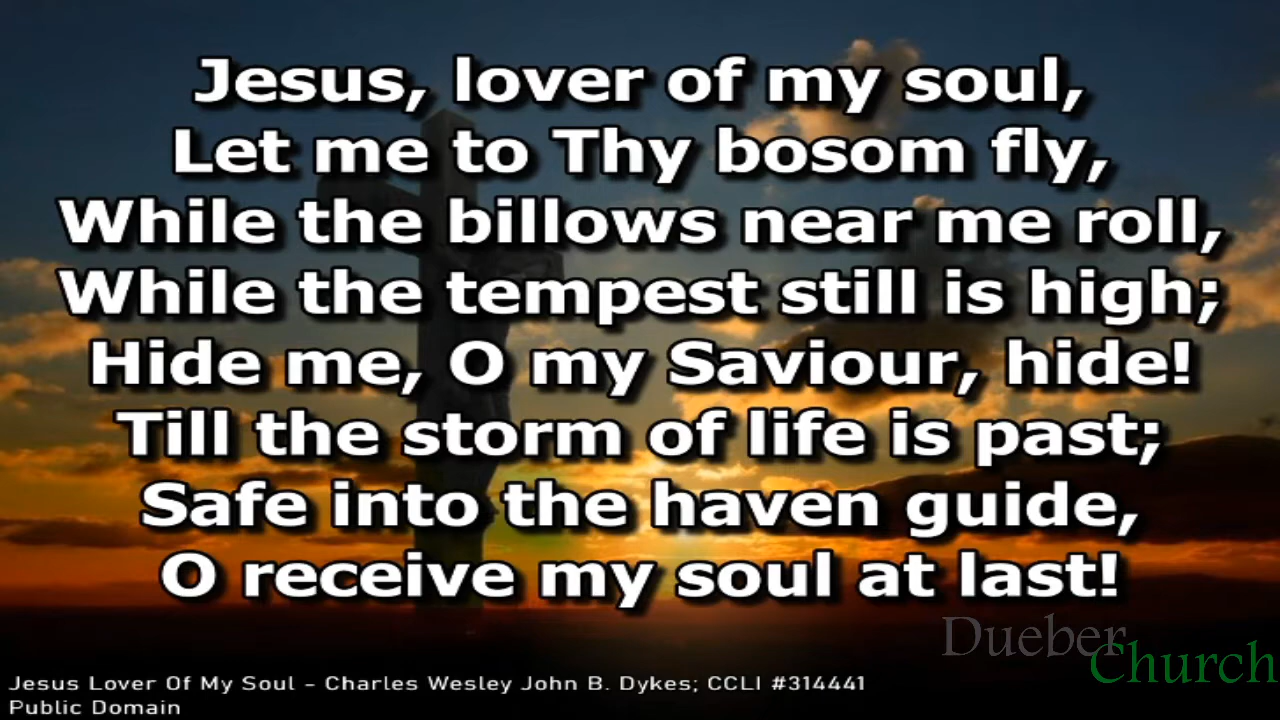 Jesus, lover of my soul,
Let me to Thy bosom fly,
While the billows near me roll,
While the tempest still is high;
Hide me, O my Saviour, hide!
Till the storm of life is past;
Safe into the haven guide,
O receive my soul at last!
Dueber
Church
Jesus Lover Of My Soul – Charles Wesley John B. Dykes; CCLI #314441
Public Domain